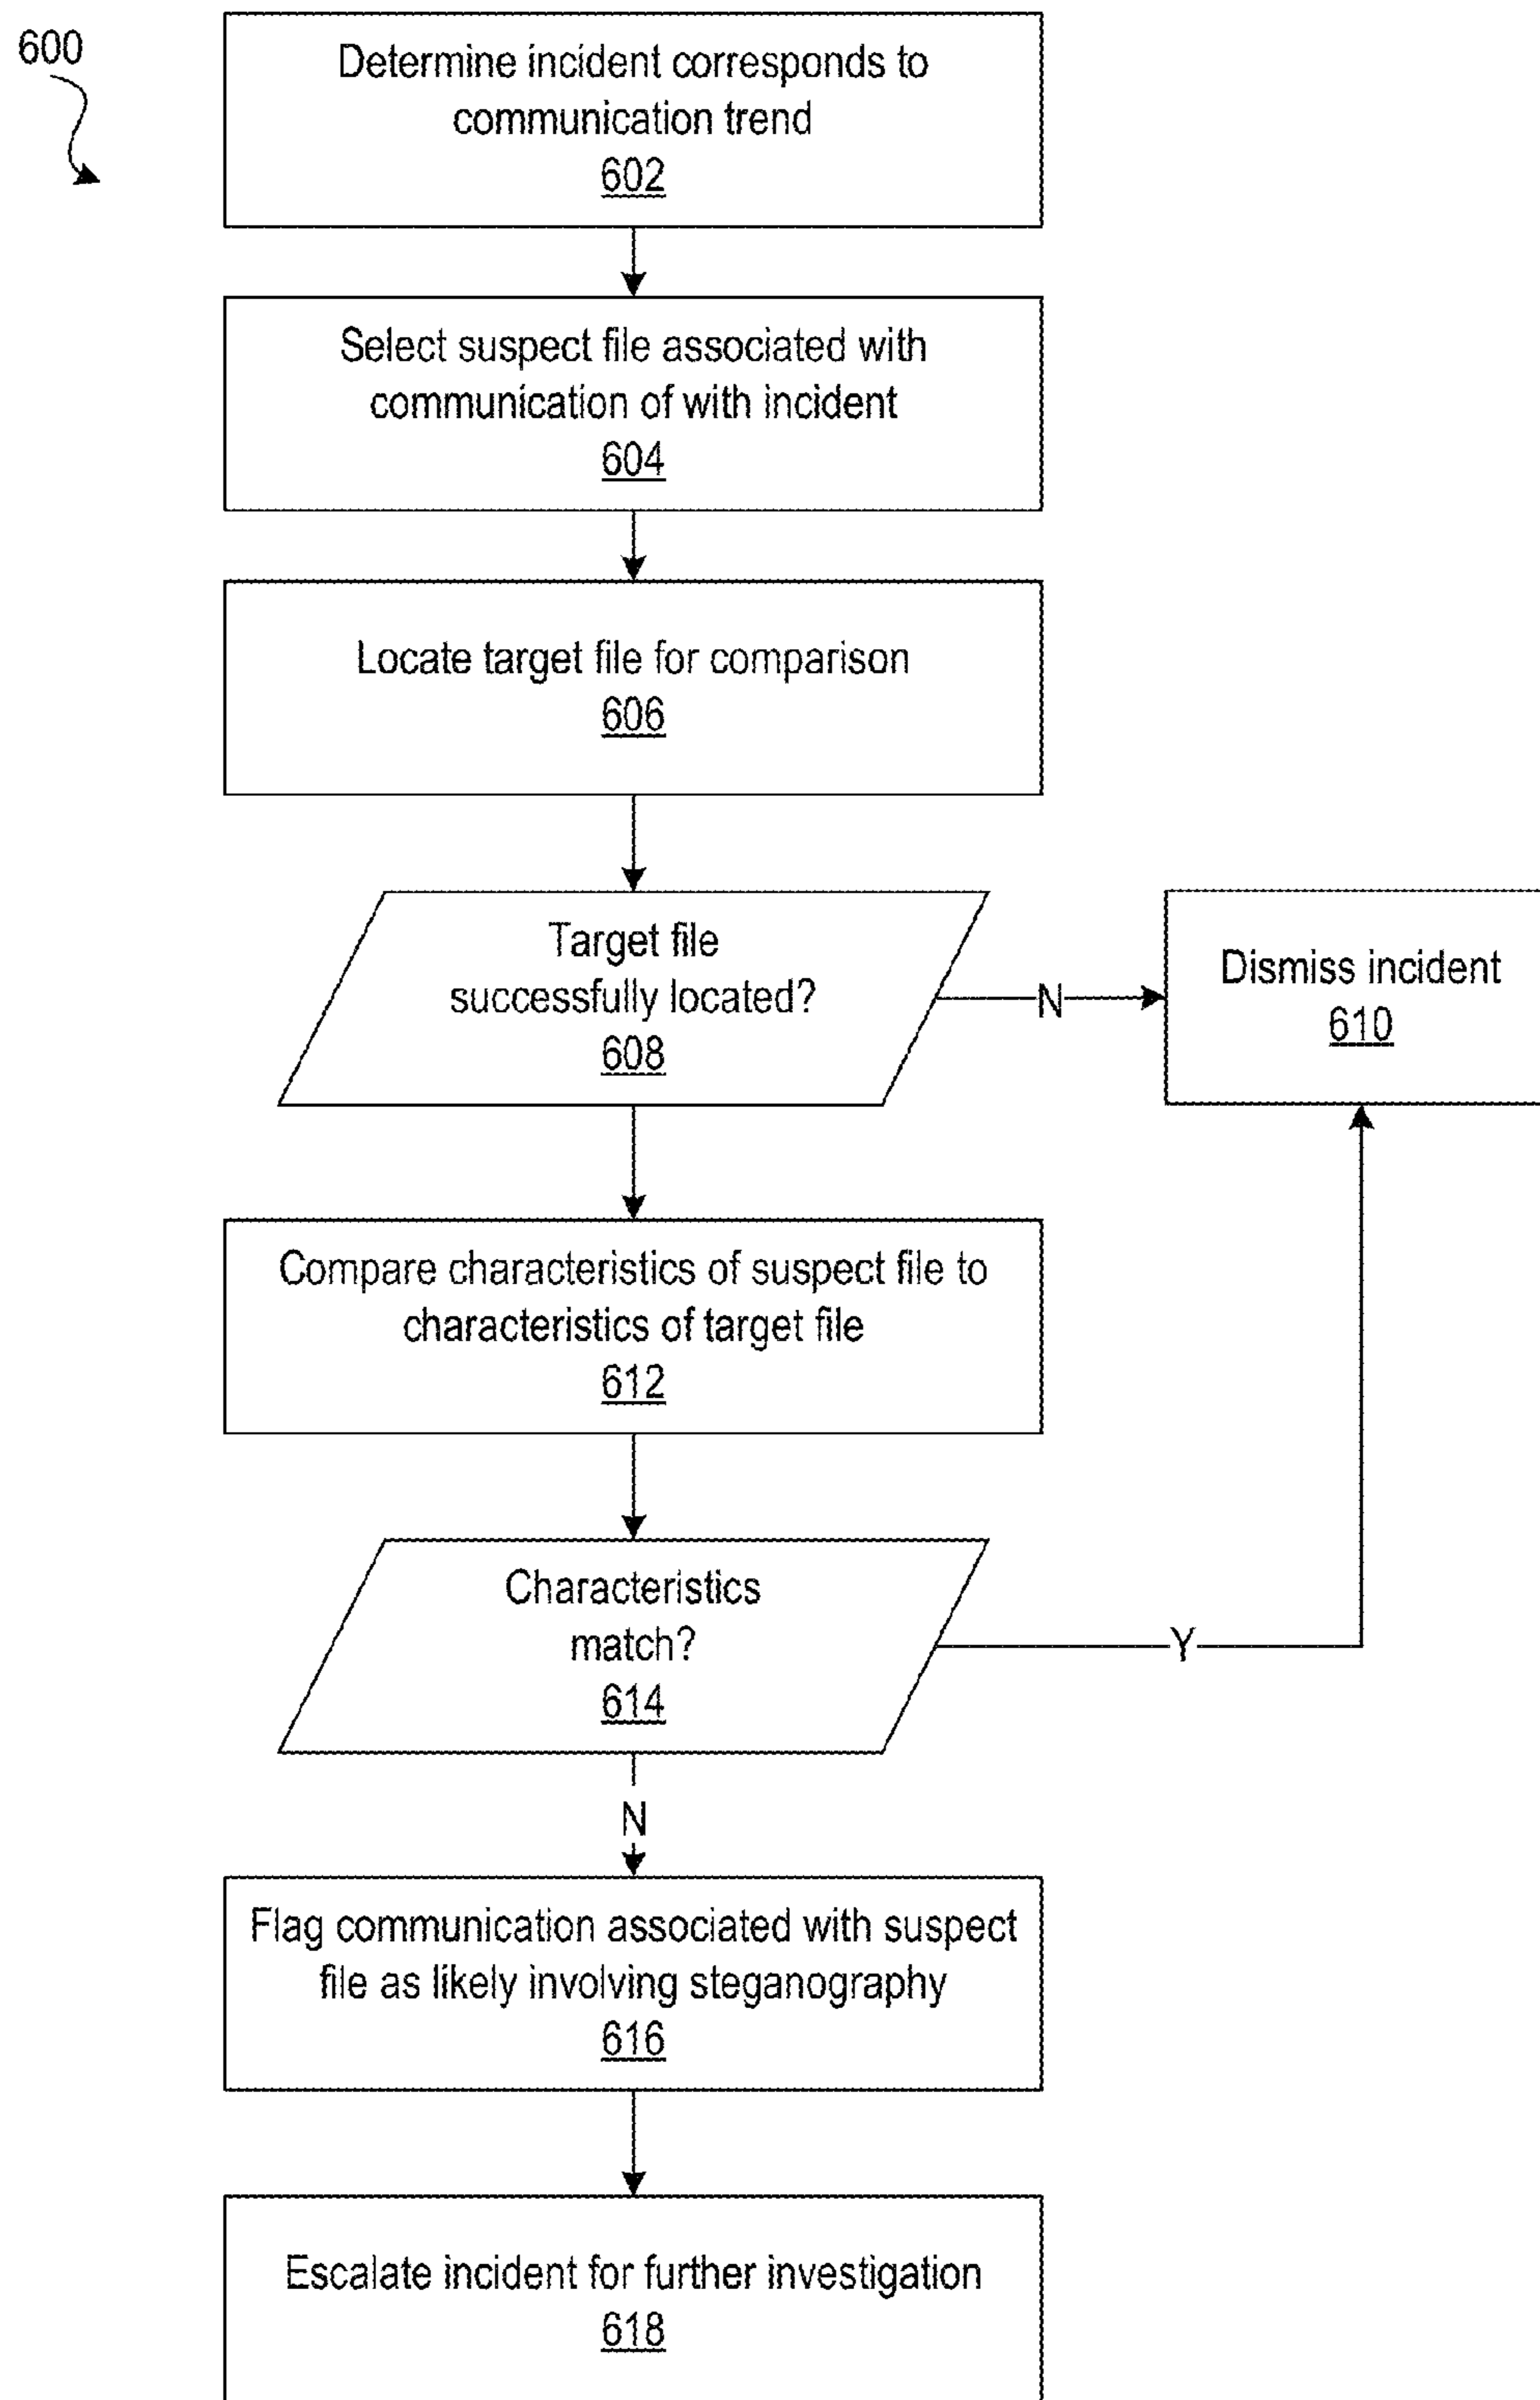 600
Determine incident corresponds to
communication trend
602
Select suspect file associated with
communication of with incident
604
Locate target file for comparison
606
Target file
successfully located?
608
N
Dismiss incident
610
Compare characteristics of suspect file to
characteristics of target file
612
Characteristics
match?
614
Y
N
Flag communication associated with suspect
file as likely involving steganography
616
Escalate incident for further investigation
618